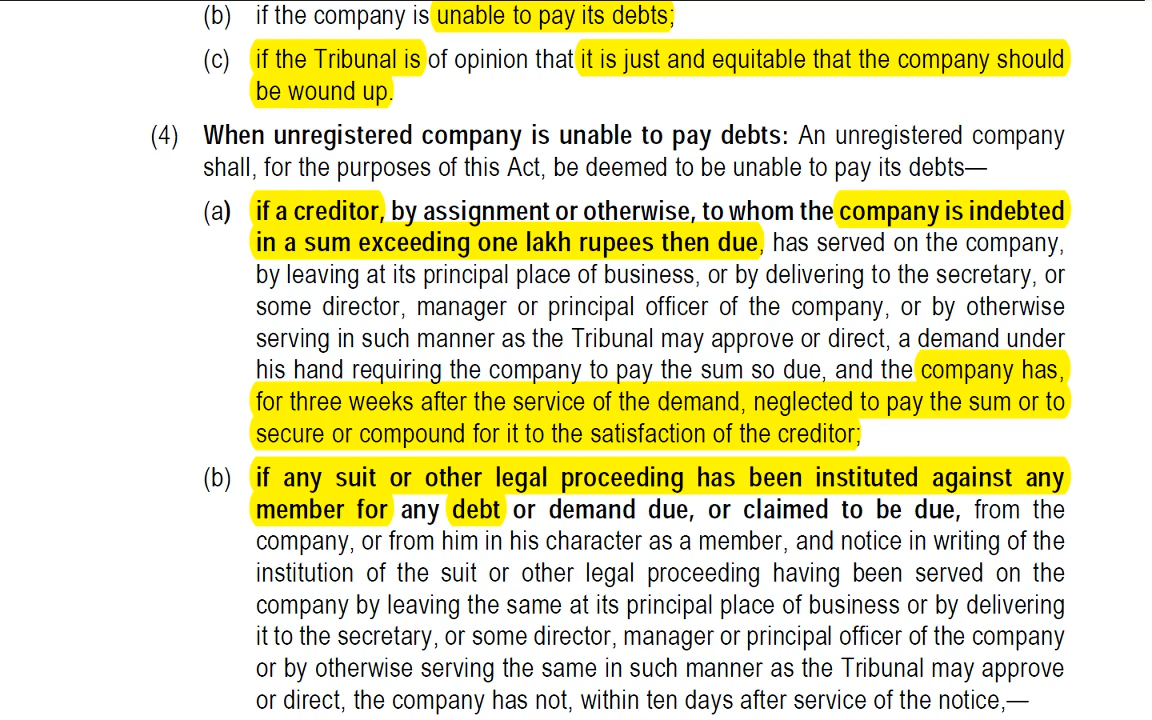 (b) if the company is unable to pay its debts;
(c) if the Tribunal is of opinion that it is just and equitable that the company should
be wound up.
(4) When unregistered company is unable to pay debts: An unregistered company
shall, for the purposes of this Act, be deemed to be unable to pay its debts—
(a) if a creditor, by assignment or otherwise, to whom the company is indebted
in a sum exceeding one lakh rupees then due, has served on the company,
by leaving at its principal place of business, or by delivering to the secretary, or
some director, manager or principal officer of the company, or by otherwise
serving in such manner as the Tribunal may approve or direct, a demand under
his hand requiring the company to pay the sum so due, and the company has,
for three weeks after the service of the demand, neglected to pay the sum or to
secure or compound for it to the satisfaction of the creditor;
(b) if any suit or other legal proceeding has been instituted against any
member for any debt or demand due, or claimed to be due, from the
company, or from him in his character as a member, and notice in writing of the
institution of the suit or other legal proceeding having been served on the
company by leaving the same at its principal place of business or by delivering
it to the secretary, or some director, manager or principal officer of the company
or by otherwise serving the same in such manner as the Tribunal may approve
or direct, the company has not, within ten days after service of the notice,—